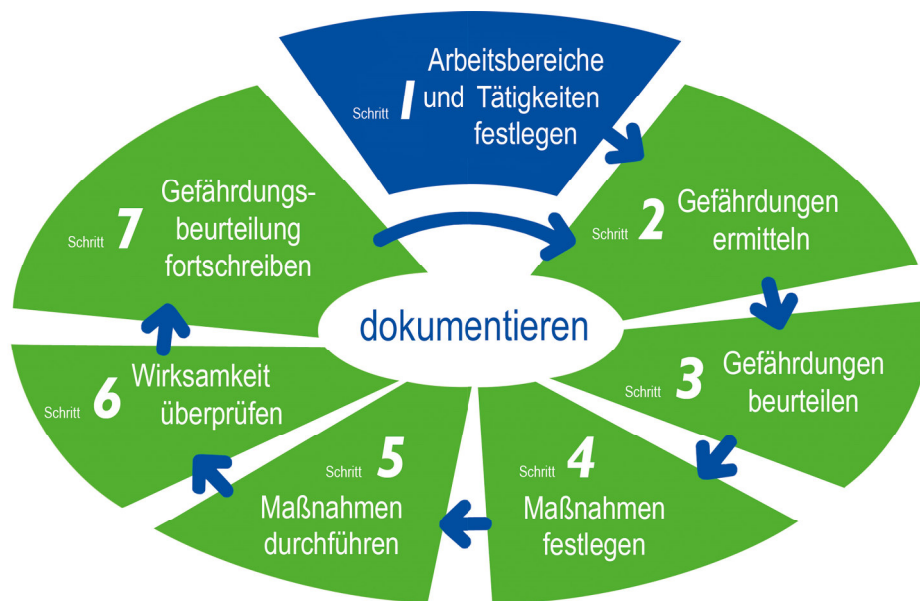 Schritt 1 Arbeitsbereiche
und Tätigkeiten
festlegen
Schritt 2 Gefährdungen
ermitteln
Schritt 3 Gefährdungen
beurteilen
Schritt 4
Maßnahmen
festlegen
Schritt 5
Maßnahmen
durchführen
Schritt 6 Wirksamkeit
überprüfen
Schritt 7 Gefährdungs-
beurteilung
fortschreiben
dokumentieren